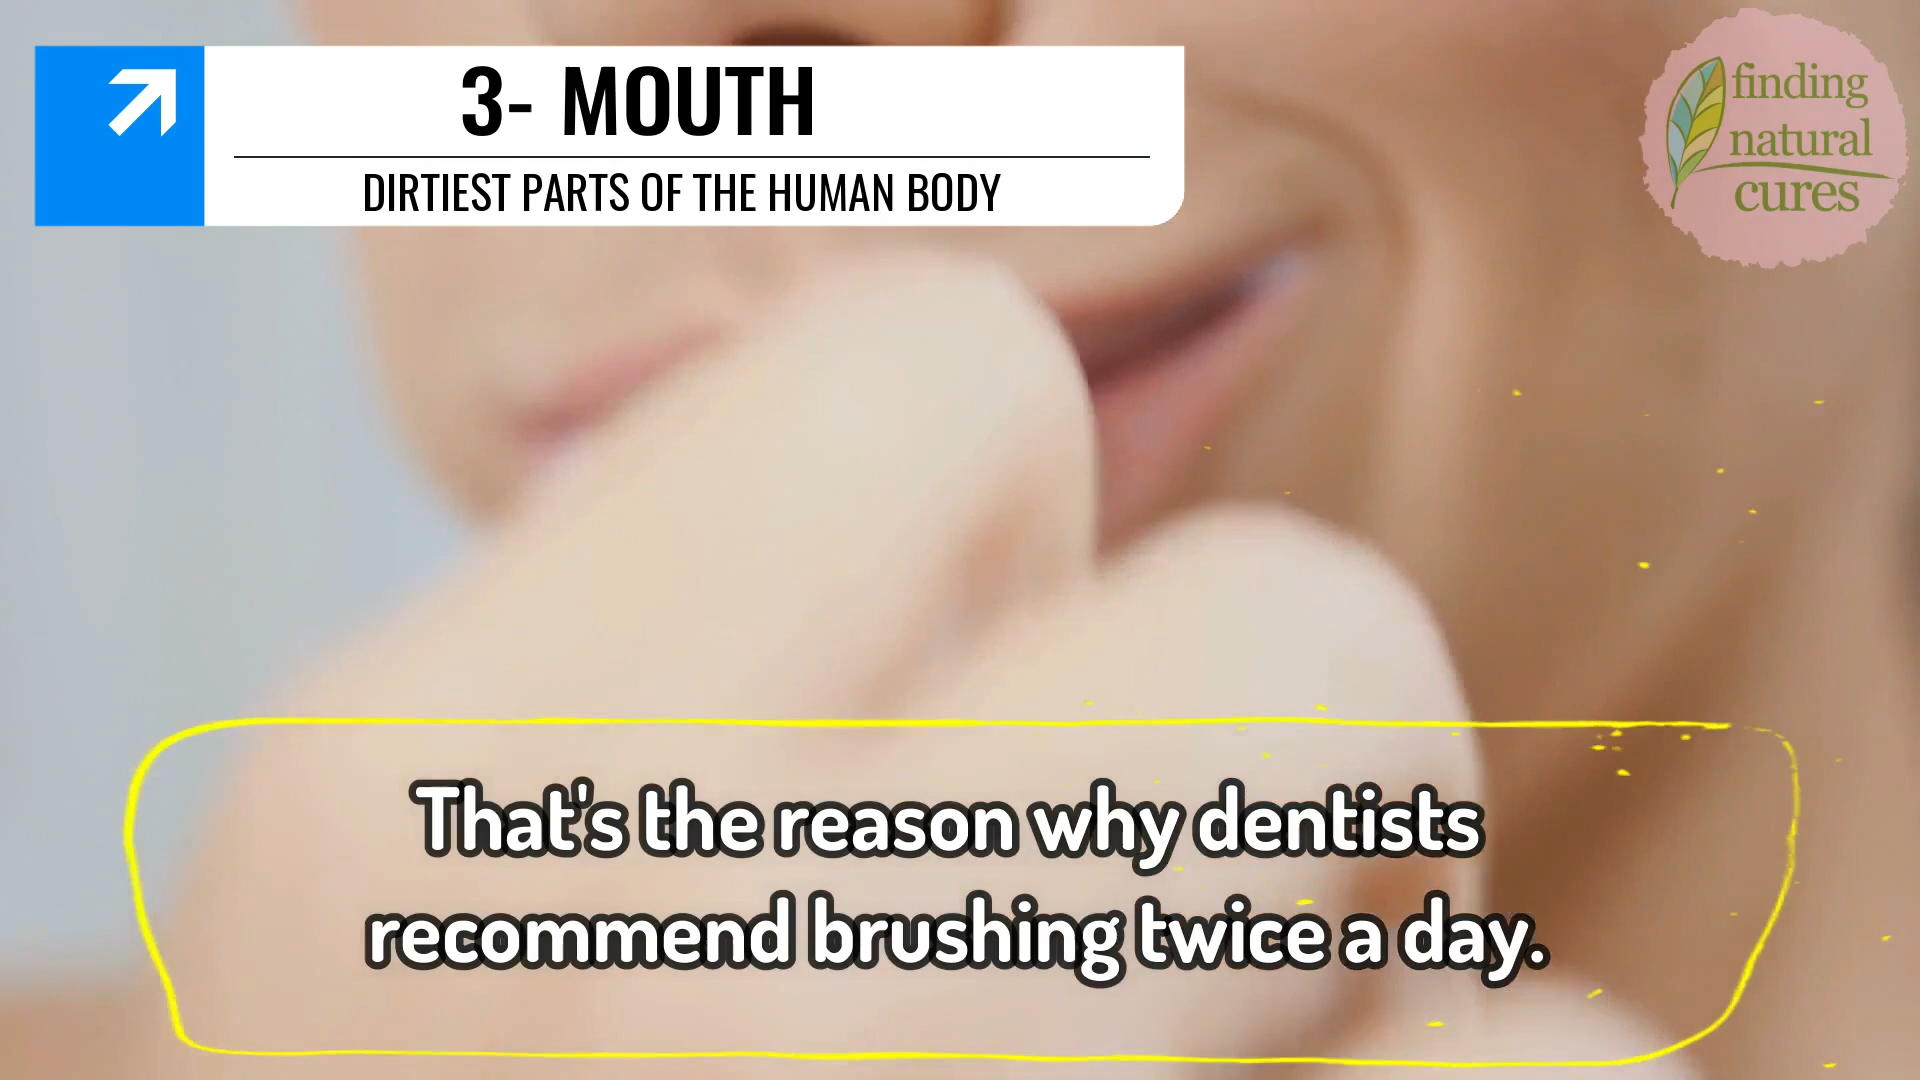 3- MOUTH
DIRTIEST PARTS OF THE HUMAN BODY
finding
natural
cures
That's the reason why dentists
recommend brushing twice a day.